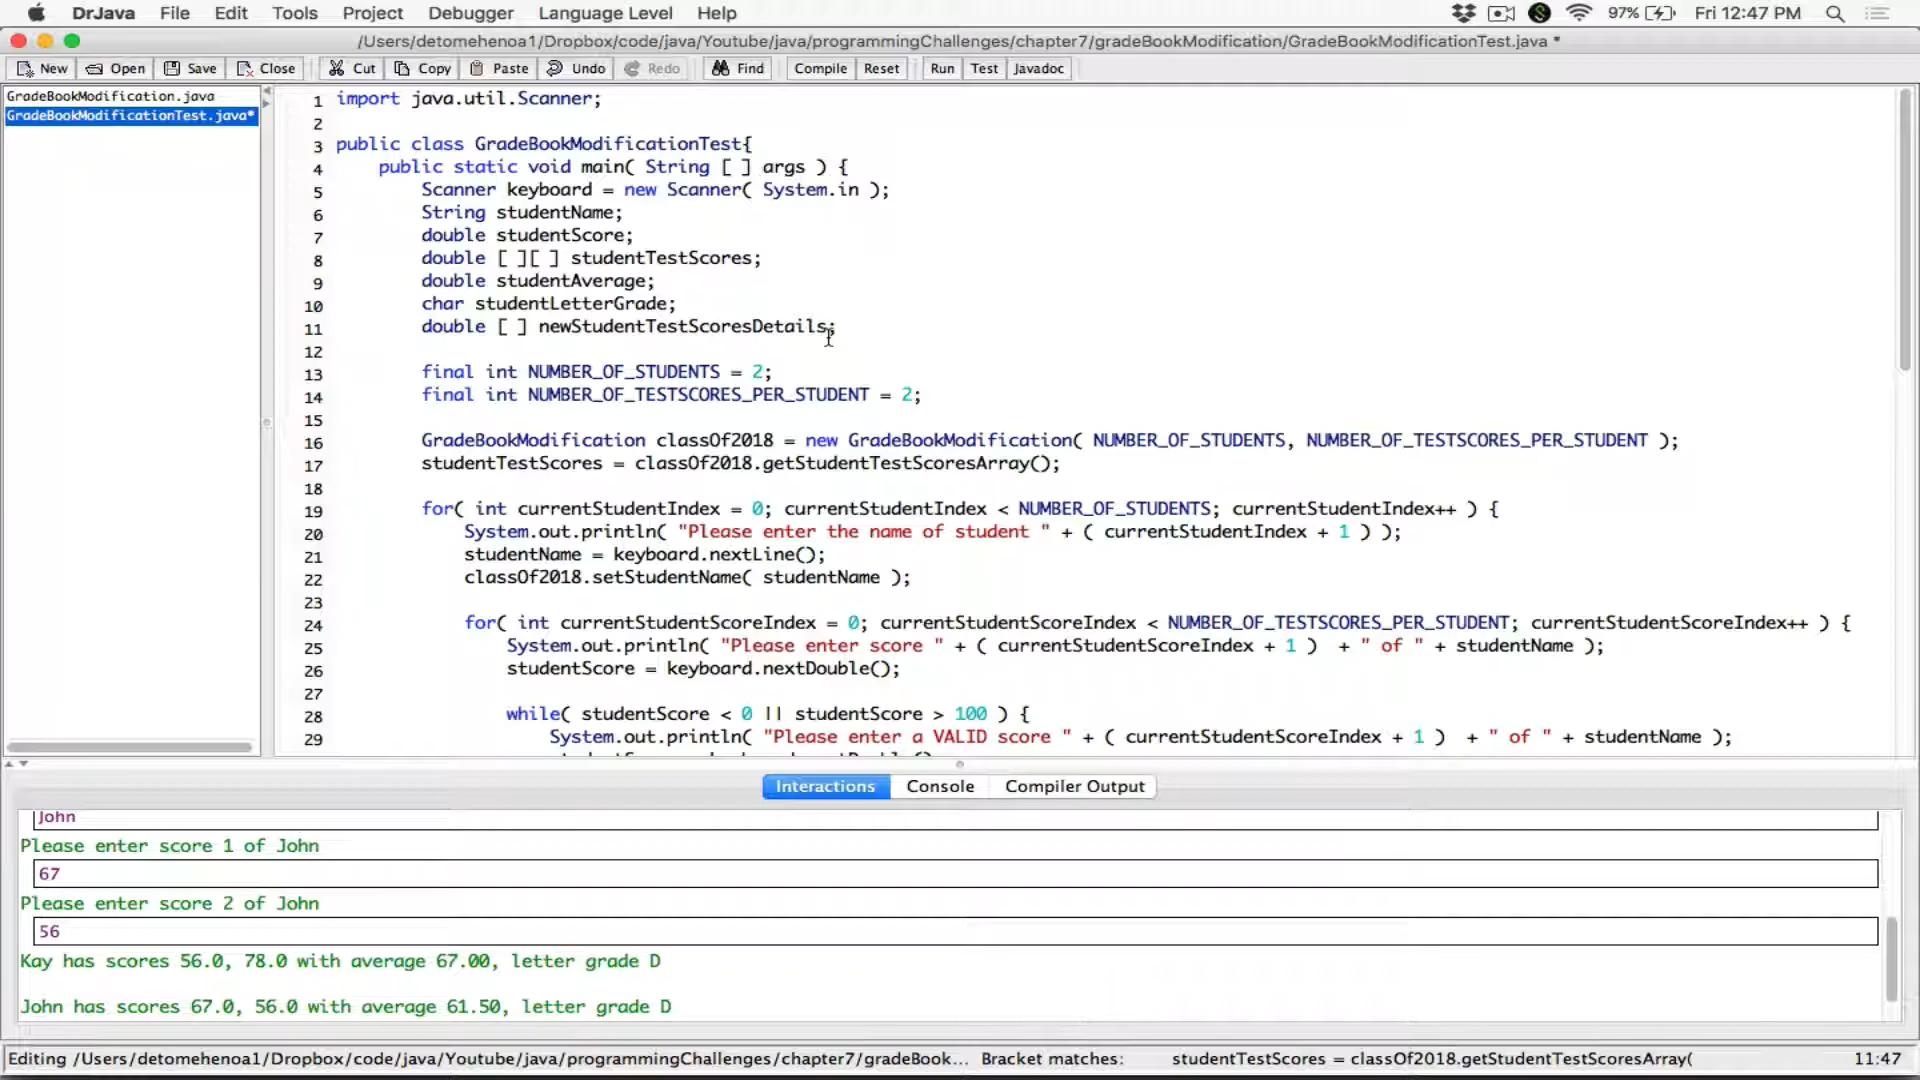 DrJava File Edit Tools Project Debugger Language Level Help 97% Fri 12:47 PM
/Users/detomehenoa1/Dropbox/code/java/Youtube/java/programmingChallenges/chapter7/gradeBookModification/GradeBookModificationTest.java *
New Open Save Close Cut Copy Paste Undo Redo Find Compile Reset Run Test Javadoc
GradeBookModification.java
GradeBookModificationTest.java*
1 import java.util.Scanner;
2
3 public class GradeBookModificationTest{
4 public static void main( String [ ] args ) {
5 Scanner keyboard = new Scanner( System.in );
6 String studentName;
7 double studentScore;
8 double [ ][ ] studentTestScores;
9 double studentAverage;
10 char studentLetterGrade;
11 double [ ] newStudentTestScoresDetails;
12
13 final int NUMBER_OF_STUDENTS = 2;
14 final int NUMBER_OF_TESTSCORES_PER_STUDENT = 2;
15
16 GradeBookModification classOf2018 = new GradeBookModification( NUMBER_OF_STUDENTS, NUMBER_OF_TESTSCORES_PER_STUDENT );
17 studentTestScores = classOf2018.getStudentTestScoresArray();
18
19 for( int currentStudentIndex = 0; currentStudentIndex < NUMBER_OF_STUDENTS; currentStudentIndex++ ) {
20 System.out.println( "Please enter the name of student " + ( currentStudentIndex + 1 ) );
21 studentName = keyboard.nextLine();
22 classOf2018.setStudentName( studentName );
23
24 for( int currentStudentScoreIndex = 0; currentStudentScoreIndex < NUMBER_OF_TESTSCORES_PER_STUDENT; currentStudentScoreIndex++ ) {
25 System.out.println( "Please enter score " + ( currentStudentScoreIndex + 1 ) + " of " + studentName );
26 studentScore = keyboard.nextDouble();
27
28 while( studentScore < 0 || studentScore > 100 ) {
29 System.out.println( "Please enter a VALID score " + ( currentStudentScoreIndex + 1 ) + " of " + studentName );
Interactions Console Compiler Output
John
Please enter score 1 of John
67
Please enter score 2 of John
56
Kay has scores 56.0, 78.0 with average 67.00, letter grade D
John has scores 67.0, 56.0 with average 61.50, letter grade D
Editing /Users/detomehenoa1/Dropbox/code/java/Youtube/java/programmingChallenges/chapter7/gradeBook... Bracket matches: studentTestScores = classOf2018.getStudentTestScoresArray( 11:47